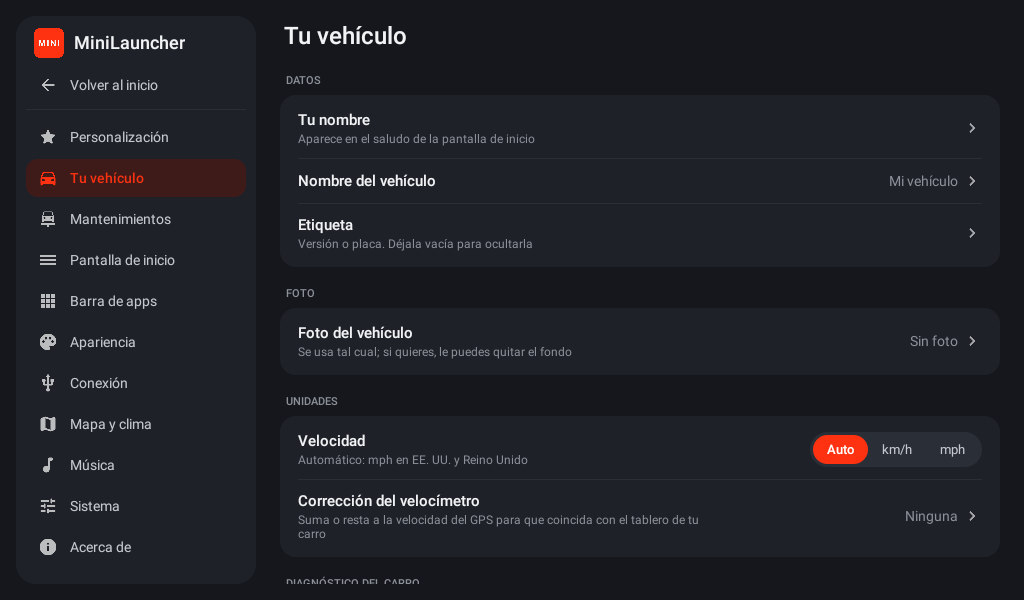 MINI
MiniLauncher
Volver al inicio
Personalización
Tu vehículo
Mantenimientos
Pantalla de inicio
Barra de apps
Apariencia
Conexión
Mapa y clima
Música
Sistema
Acerca de
Tu vehículo
DATOS
Tu nombre
Aparece en el saludo de la pantalla de inicio
Nombre del vehículo
Mi vehículo
Etiqueta
Versión o placa. Déjala vacía para ocultarla
FOTO
Foto del vehículo
Se usa tal cual; si quieres, le puedes quitar el fondo
Sin foto
UNIDADES
Velocidad
Automático: mph en EE. UU. y Reino Unido
Auto km/h mph
Corrección del velocímetro
Suma o resta a la velocidad del GPS para que coincida con el tablero de tu
carro
Ninguna
DIAGNÓSTICO DEL CARRO